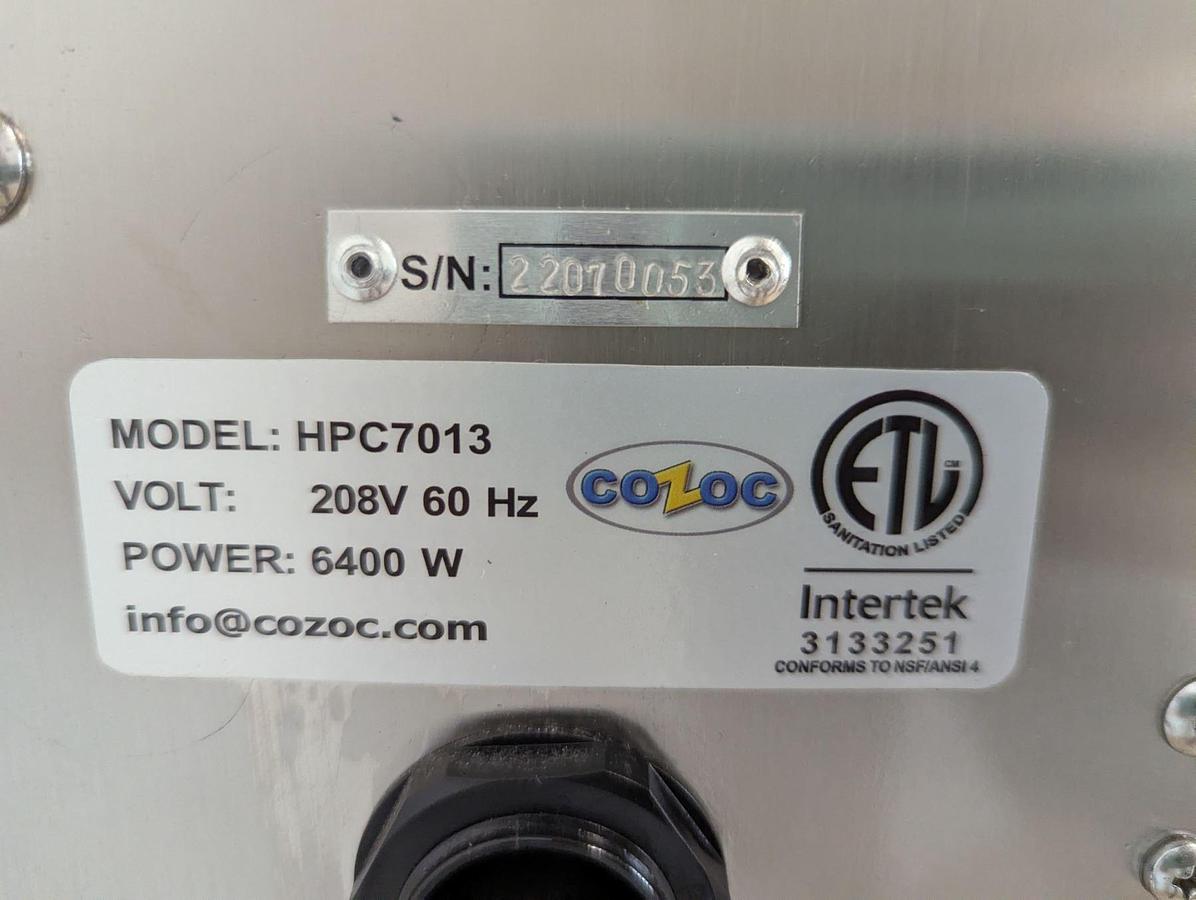 S/N: 22070053
MODEL: HPC7013
VOLT: 208V 60 Hz
POWER: 6400 W
info@cozoc.com
COZOC
ETL CM
SANITATION LISTED
Intertek
3133251
CONFORMS TO NSF/ANSI 4